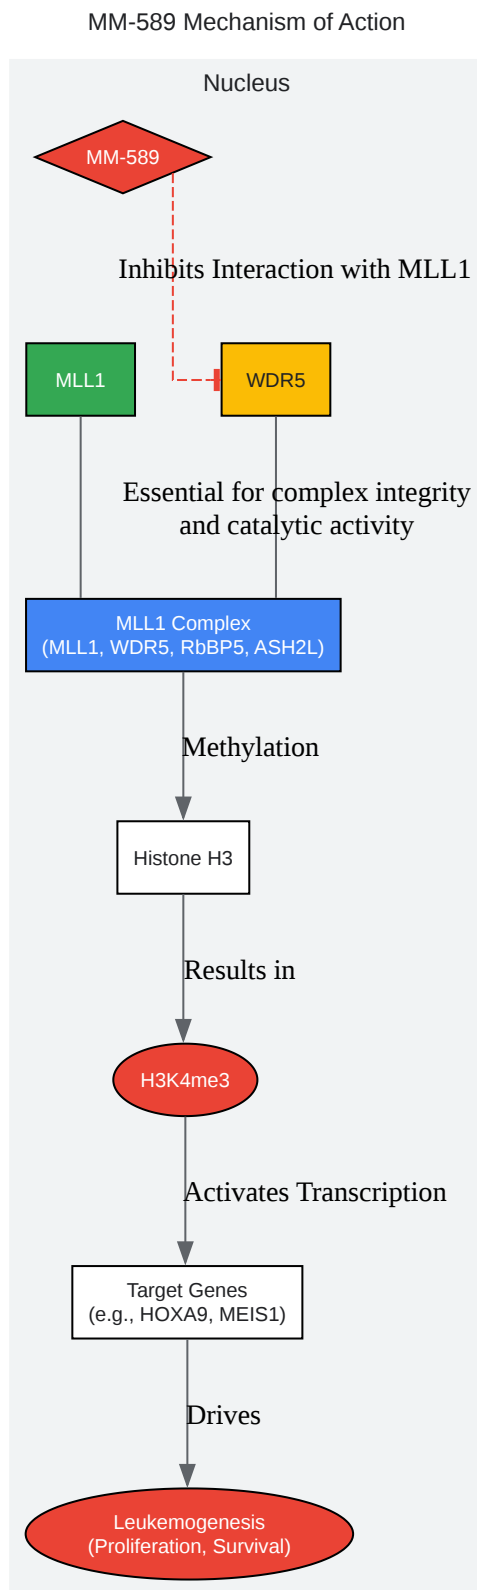 MM-589 Mechanism of Action
Nucleus
MM-589
Inhibits Interaction with MLL1
MLL1
WDR5
Essential for complex integrity
and catalytic activity
MLL1 Complex
(MLL1, WDR5, RbBP5, ASH2L)
Methylation
Histone H3
Results in
H3K4me3
Activates Transcription
Target Genes
(e.g., HOXA9, MEIS1)
Drives
Leukemogenesis
(Proliferation, Survival)